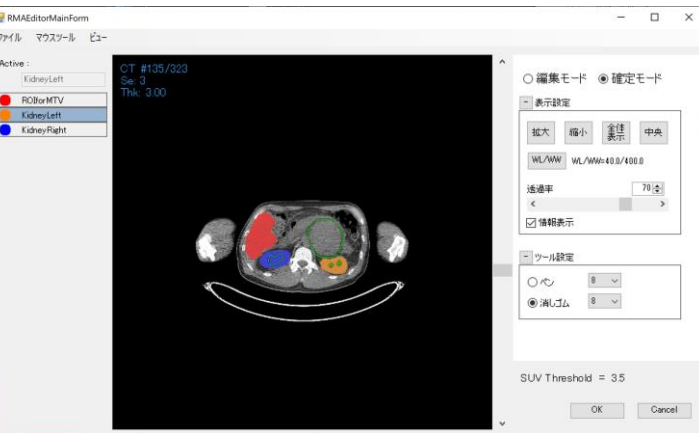 RMAEditorMainForm
ファイル マウスツール ビュー
Active :
KidneyLeft
ROIforMTV
KidneyLeft
KidneyRight
CT #135/323
Se: 3
Thk: 3.00
編集モード 確定モード
表示設定
拡大 縮小 全体表示 中央
WL/WW WL/WW=40.0/400.0
透過率 70
情報表示
ツール設定
ペン 8
消しゴム 8
SUV Threshold = 3.5
OK Cancel